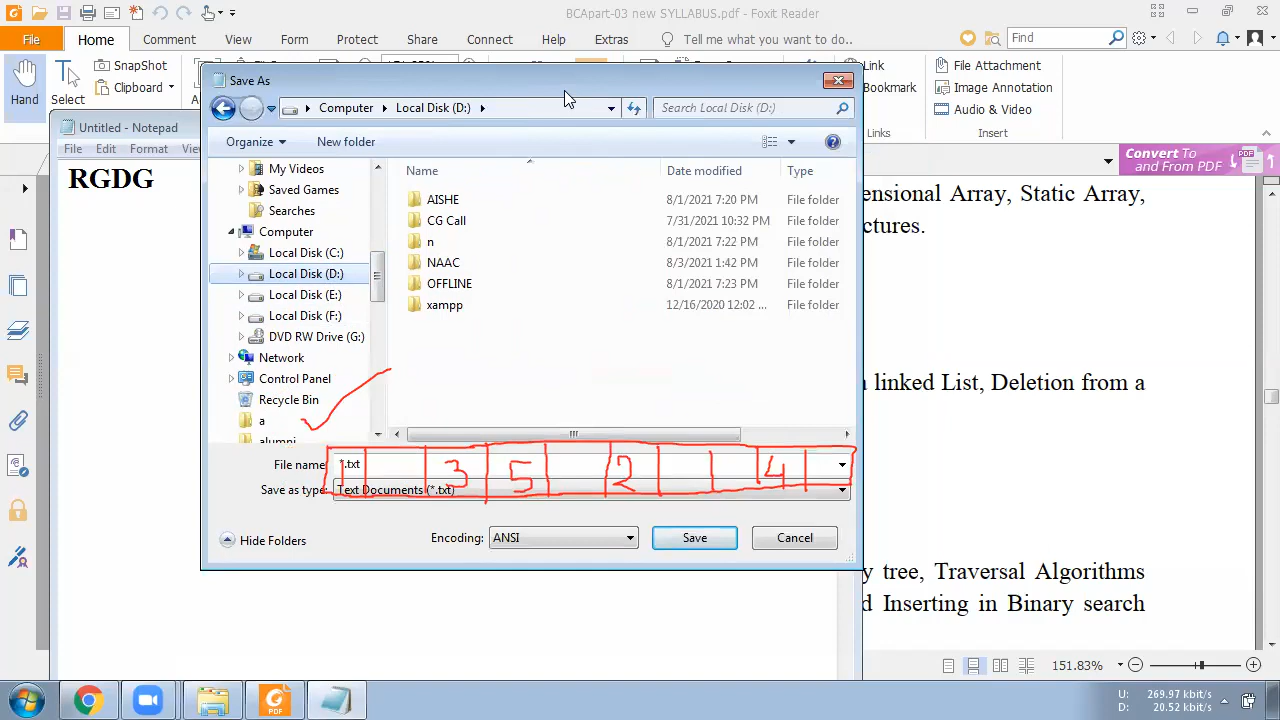 BCApart-03 new SYLLABUS.pdf - Foxit Reader
File Home Comment View Form Protect Share Connect Help Extras Tell me what you want to do.. Find
Hand
Select
SnapShot
Clipboard
Link
Bookmark
Links
File Attachment
Image Annotation
Audio & Video
Insert
Convert To
and From PDF
PDF
Untitled - Notepad
File Edit Format
RGDG
Save As
Computer Local Disk (D:)
Search Local Disk (D:)
Organize New folder
My Videos
Saved Games
Searches
Computer
Local Disk (C:)
Local Disk (D:)
Local Disk (E:)
Local Disk (F:)
DVD RW Drive (G:)
Network
Control Panel
Recycle Bin
a
alumni
Name Date modified Type
AISHE 8/1/2021 7:20 PM File folder
CG Call 7/31/2021 10:32 PM File folder
n 8/1/2021 7:22 PM File folder
NAAC 8/3/2021 1:42 PM File folder
OFFLINE 8/1/2021 7:23 PM File folder
xampp 12/16/2020 12:02 ... File folder
File name: *.txt
3 5 2 4
Save as type: Text Documents (*.txt)
Hide Folders
Encoding: ANSI
Save Cancel
ensional Array, Static Array,
ctures.
linked List, Deletion from a
y tree, Traversal Algorithms
d Inserting in Binary search
151.83%
PDF
U: 269.97 kbit/s
D: 20.52 kbit/s